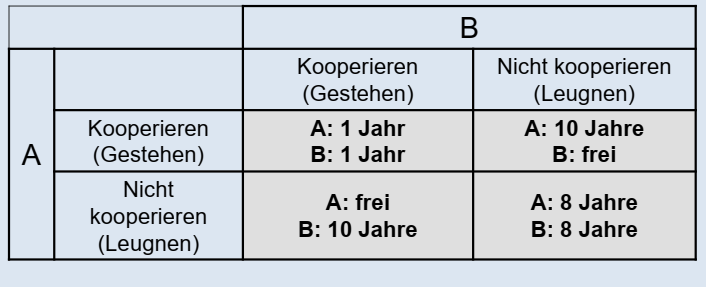 B
Kooperieren
(Gestehen)
Nicht kooperieren
(Leugnen)
A
Kooperieren
(Gestehen)
A: 1 Jahr
B: 1 Jahr
A: 10 Jahre
B: frei
Nicht
kooperieren
(Leugnen)
A: frei
B: 10 Jahre
A: 8 Jahre
B: 8 Jahre